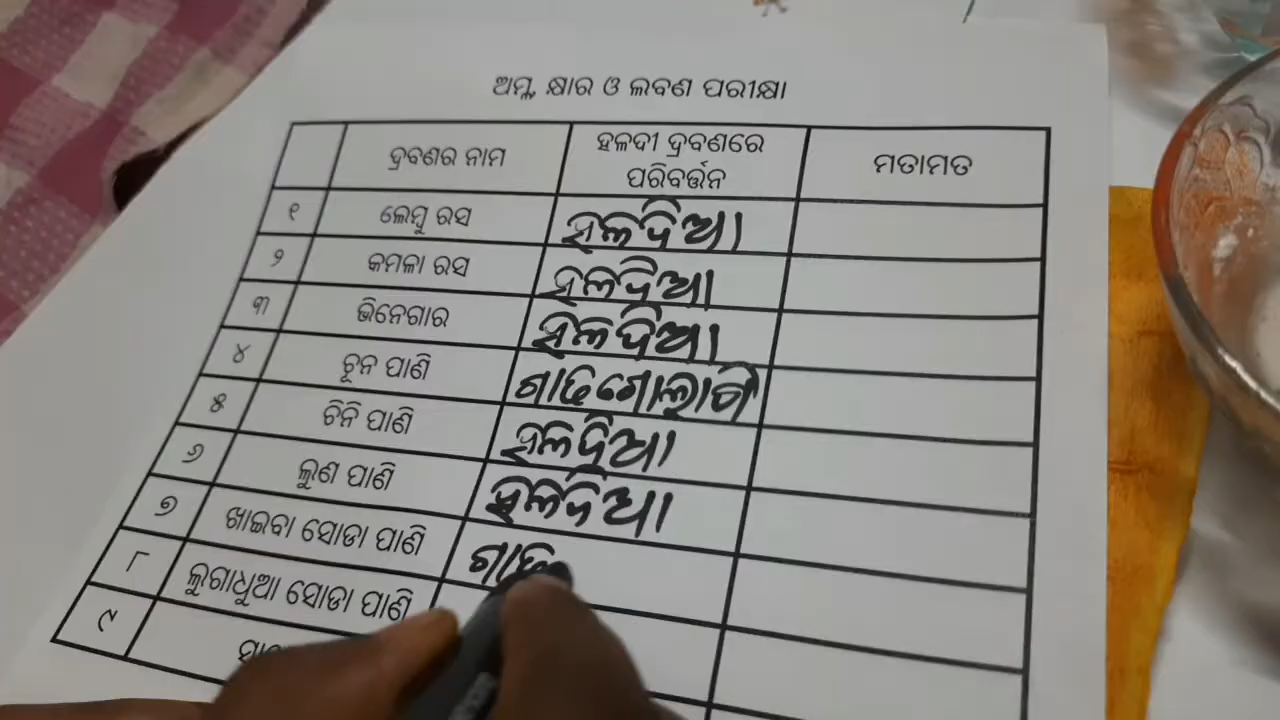 ଅମ୍ଳ, କ୍ଷାର ଓ ଲବଣ ପରୀକ୍ଷା
ଦ୍ରବଣର ନାମ ହଳଦୀ ଦ୍ରବଣରେ ପରିବର୍ତ୍ତନ ମତାମତ
୧ ଲେମ୍ବୁ ରସ ହଳଦିଆ
୨ କମଳା ରସ ହଳଦିଆ
୩ ଭିନେଗାର ହଳଦିଆ
୪ ଚୂନ ପାଣି ଗାଢ଼ ଗୋଲାପି
୫ ଚିନି ପାଣି ହଳଦିଆ
୬ ଲୁଣ ପାଣି ହଳଦିଆ
୭ ଖାଇବା ସୋଡା ପାଣି ଗାଢ଼
୮ ଲୁଗାଧୁଆ ସୋଡା ପାଣି
୯